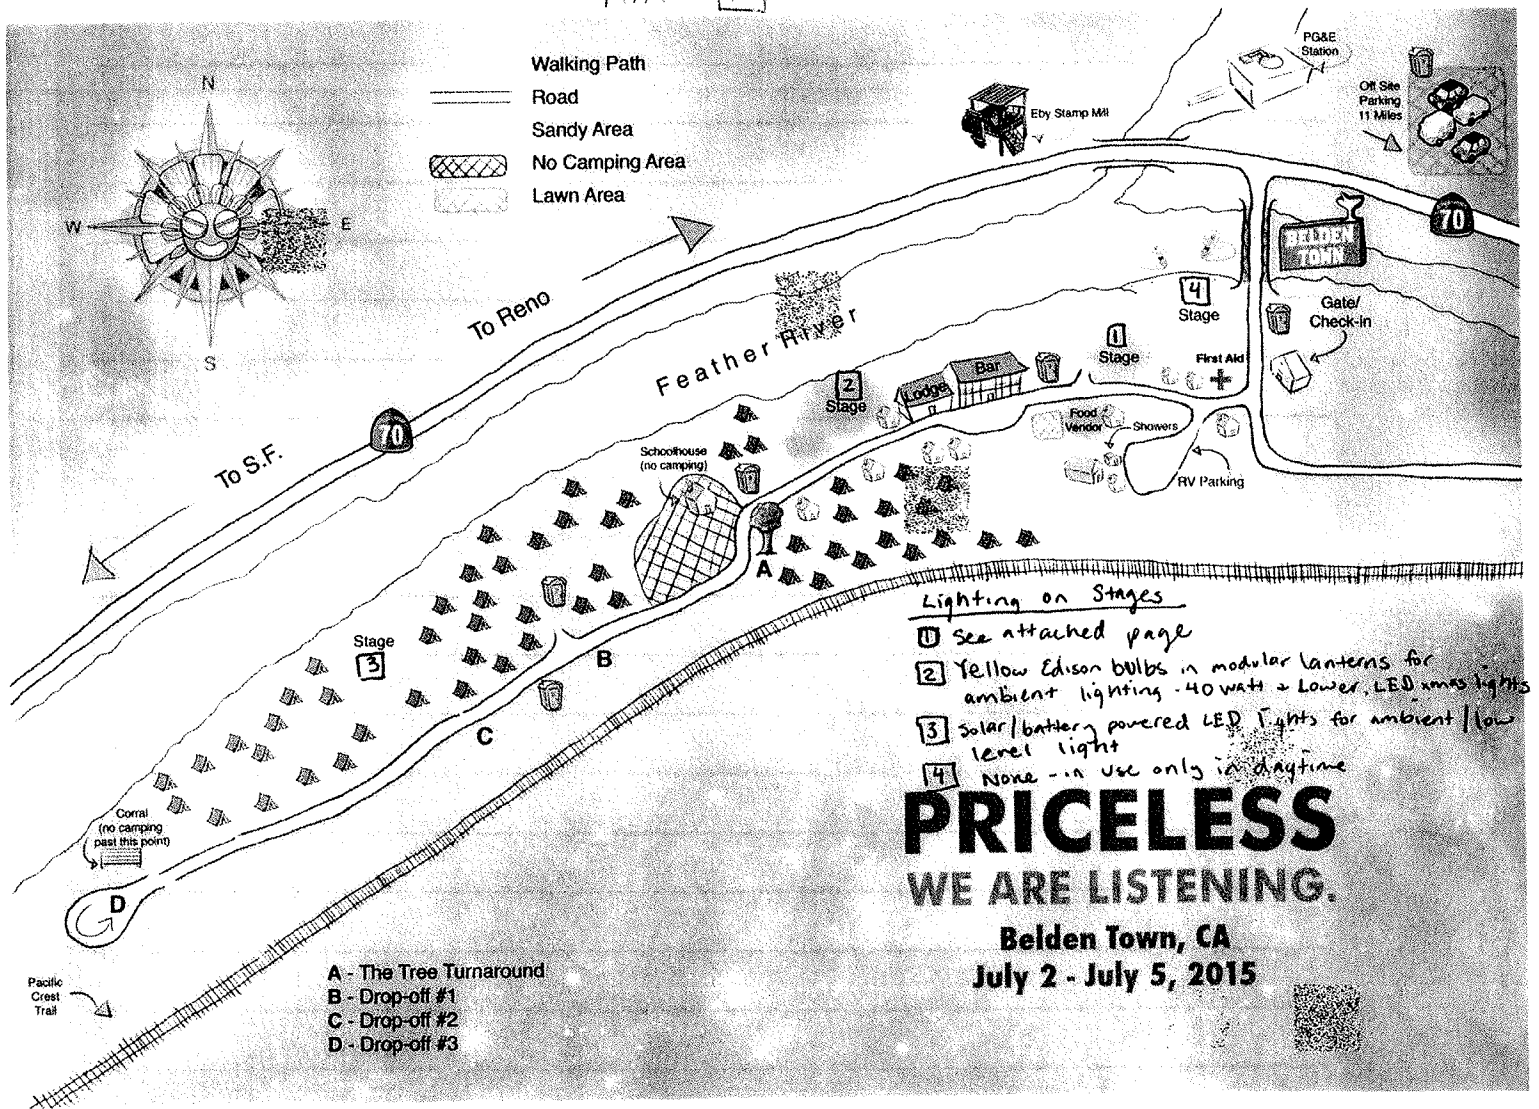 N
W
E
S
Walking Path
Road
Sandy Area
No Camping Area
Lawn Area
PG&E
Station
Off Site
Parking
11 Miles
Eby Stamp Mill
70
BELDEN
TOWN
To Reno
Feather River
4
Stage
Gate/
Check-in
1
Stage
First Aid
2
Stage
Lodge
Bar
70
To S.F.
Food
Vendor
Showers
RV Parking
Schoolhouse
(no camping)
A
B
Stage
3
C
Lighting on Stages
1 see attached page
2 Yellow Edison bulbs in modular lanterns for
ambient lighting - 40 watt & Lower, LED xmas lights
3 Solar/battery powered LED lights for ambient/low
level light
4 None - in use only in daytime
Corral
(no camping
past this point)
D
PRICELESS
WE ARE LISTENING.
Belden Town, CA
July 2 - July 5, 2015
Pacific
Crest
Trail
A - The Tree Turnaround
B - Drop-off #1
C - Drop-off #2
D - Drop-off #3